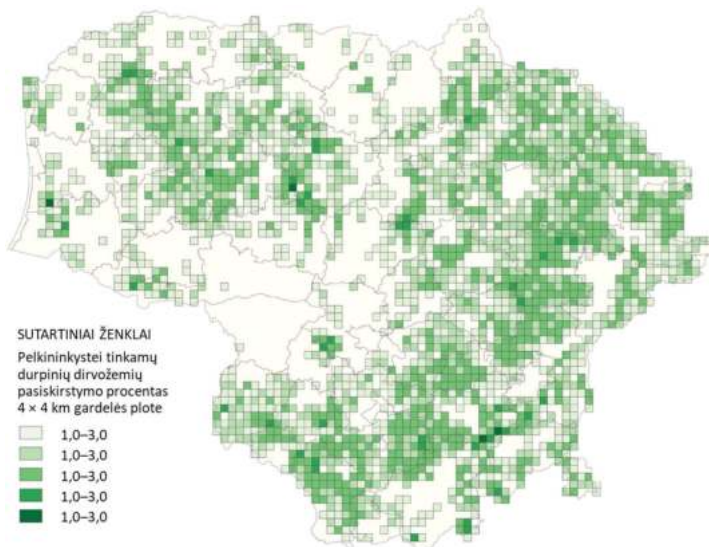 SUTARTINIAI ŽENKLAI
Pelkininkystei tinkamų
durpinių dirvožemių
pasiskirstymo procentas
4 × 4 km gardelės plote
1,0–3,0
1,0–3,0
1,0–3,0
1,0–3,0
1,0–3,0